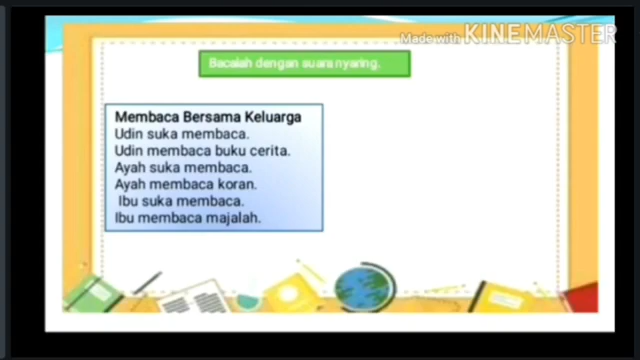 Made with KINEMASTER
Bacalah dengan suara nyaring.
Membaca Bersama Keluarga
Udin suka membaca.
Udin membaca buku cerita.
Ayah suka membaca.
Ayah membaca koran.
Ibu suka membaca.
Ibu membaca majalah.